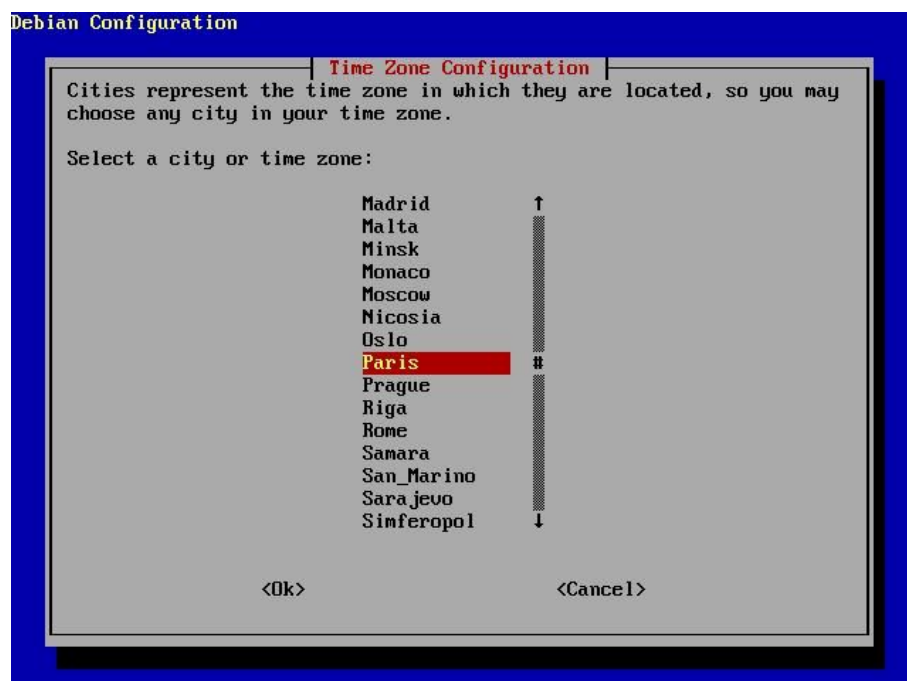 Debian Configuration
Time Zone Configuration
Cities represent the time zone in which they are located, so you may
choose any city in your time zone.
Select a city or time zone:
Madrid ↑
Malta
Minsk
Monaco
Moscow
Nicosia
Oslo
Paris #
Prague
Riga
Rome
Samara
San_Marino
Sarajevo
Simferopol ↓
<Ok> <Cancel>